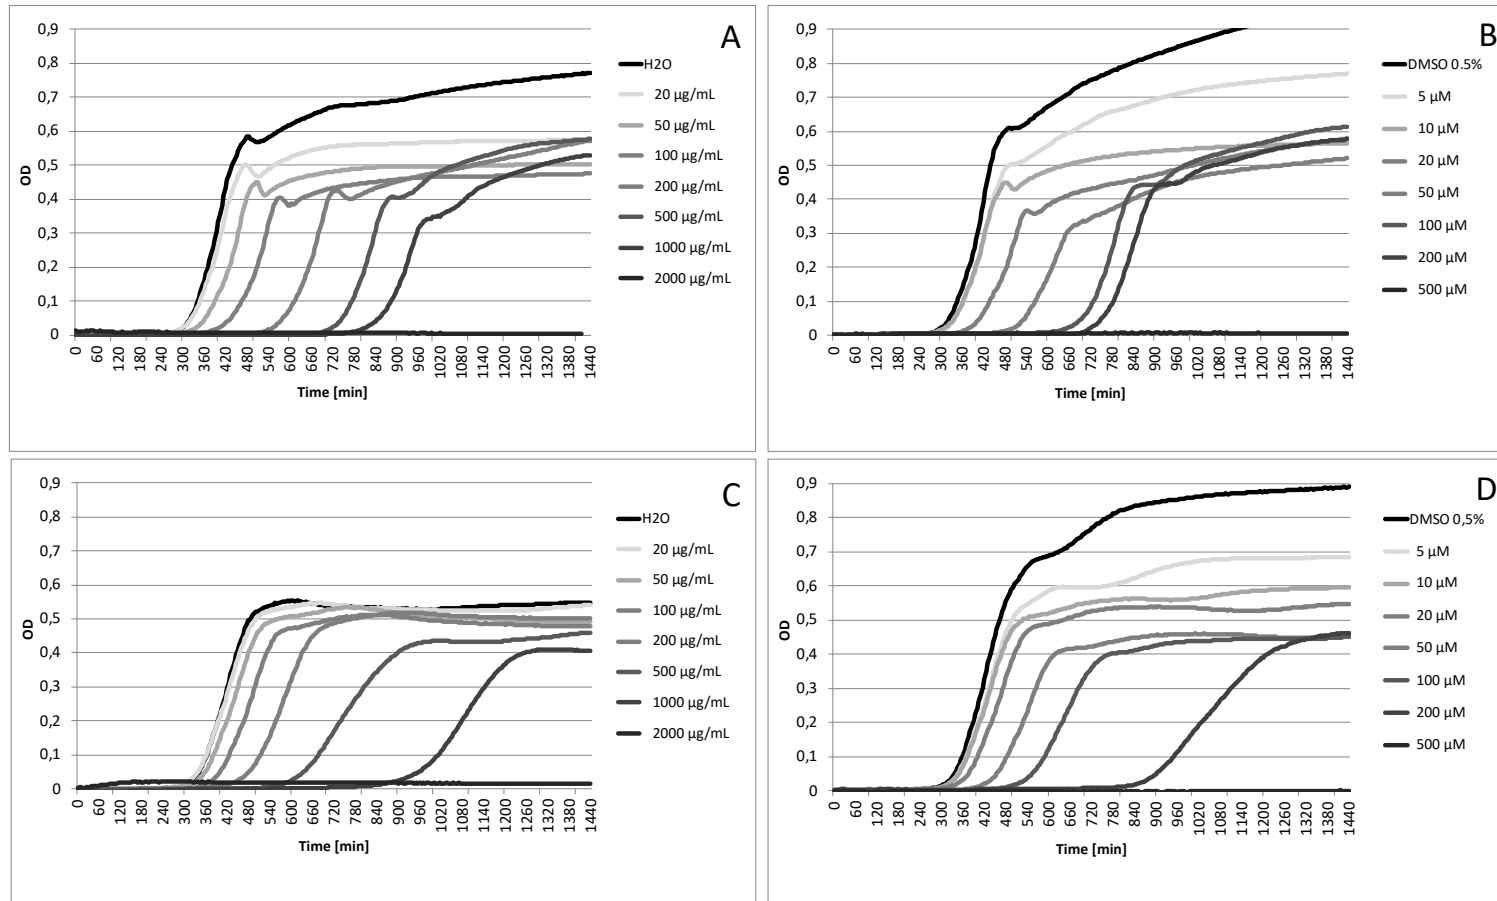 A
0,9
0,8
0,7
0,6
0,5
0,4
0,3
0,2
0,1
0
OD
0 60 120 180 240 300 360 420 480 540 600 660 720 780 840 900 960 1020 1080 1140 1200 1260 1320 1380 1440
Time [min]
H2O
20 µg/mL
50 µg/mL
100 µg/mL
200 µg/mL
500 µg/mL
1000 µg/mL
2000 µg/mL
B
0,9
0,8
0,7
0,6
0,5
0,4
0,3
0,2
0,1
0
OD
0 60 120 180 240 300 360 420 480 540 600 660 720 780 840 900 960 1020 1080 1140 1200 1260 1320 1380 1440
Time [min]
DMSO 0.5%
5 µM
10 µM
20 µM
50 µM
100 µM
200 µM
500 µM
C
0,9
0,8
0,7
0,6
0,5
0,4
0,3
0,2
0,1
0
OD
0 60 120 180 240 300 360 420 480 540 600 660 720 780 840 900 960 1020 1080 1140 1200 1260 1320 1380 1440
Time [min]
H2O
20 µg/mL
50 µg/mL
100 µg/mL
200 µg/mL
500 µg/mL
1000 µg/mL
2000 µg/mL
D
0,9
0,8
0,7
0,6
0,5
0,4
0,3
0,2
0,1
0
OD
0 60 120 180 240 300 360 420 480 540 600 660 720 780 840 900 960 1020 1080 1140 1200 1260 1320 1380 1440
Time [min]
DMSO 0,5%
5 µM
10 µM
20 µM
50 µM
100 µM
200 µM
500 µM